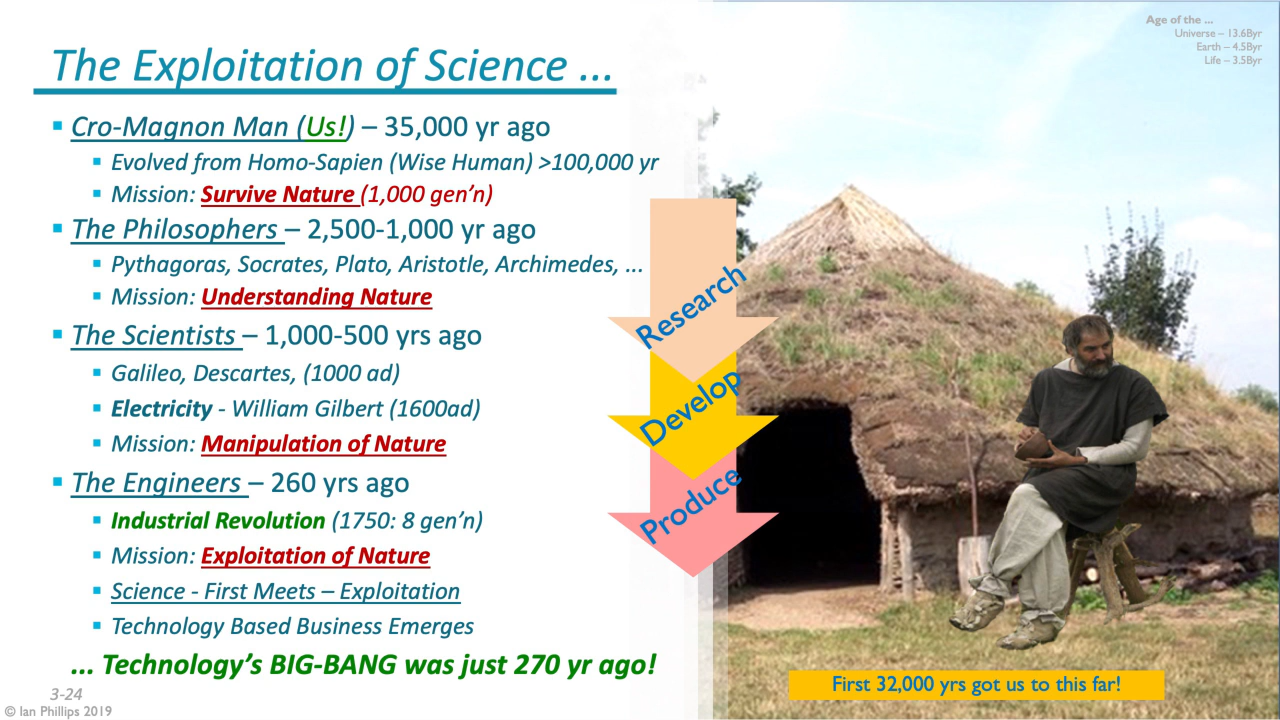 The Exploitation of Science ...
Age of the ...
Universe – 13.6Byr
Earth – 4.5Byr
Life – 3.5Byr
Cro-Magnon Man (Us!) – 35,000 yr ago
Evolved from Homo-Sapien (Wise Human) >100,000 yr
Mission: Survive Nature (1,000 gen’n)
The Philosophers – 2,500-1,000 yr ago
Pythagoras, Socrates, Plato, Aristotle, Archimedes, ...
Mission: Understanding Nature
The Scientists – 1,000-500 yrs ago
Galileo, Descartes, (1000 ad)
Electricity - William Gilbert (1600ad)
Mission: Manipulation of Nature
The Engineers – 260 yrs ago
Industrial Revolution (1750: 8 gen’n)
Mission: Exploitation of Nature
Science - First Meets – Exploitation
Technology Based Business Emerges
... Technology’s BIG-BANG was just 270 yr ago!
Research
Develop
Produce
First 32,000 yrs got us to this far!
3-24
© Ian Phillips 2019